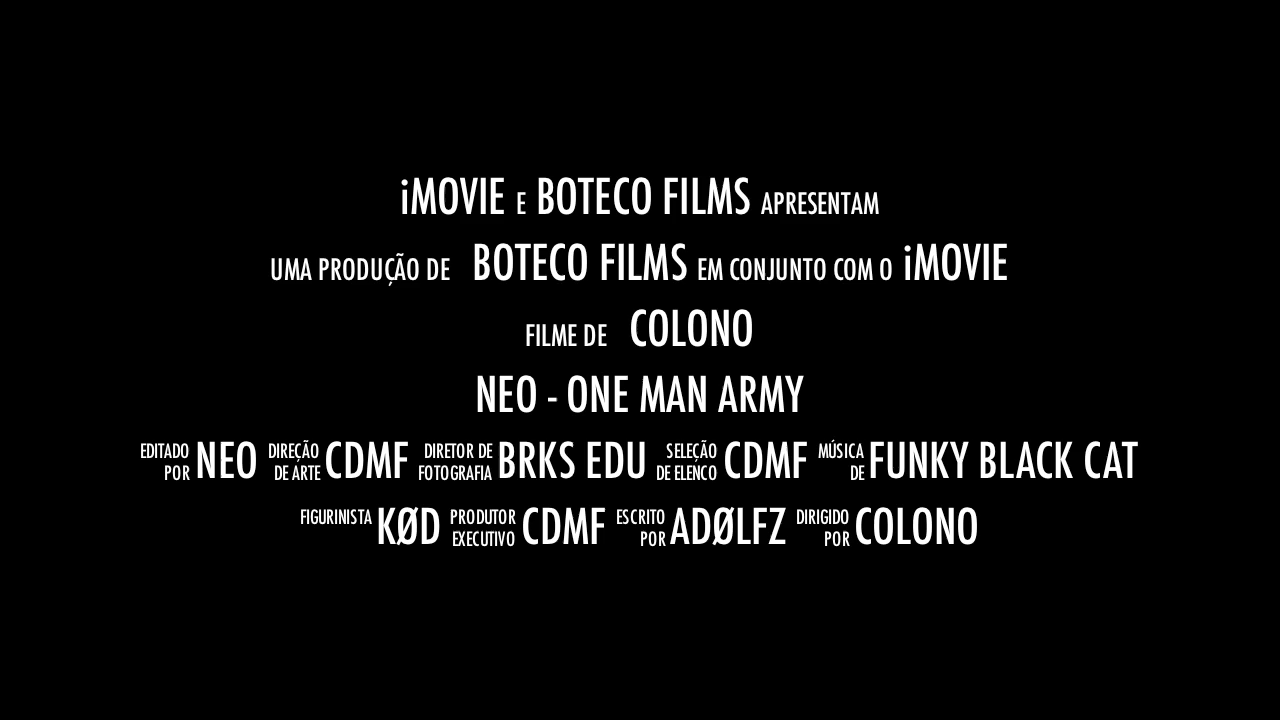 iMOVIE E BOTECO FILMS APRESENTAM
UMA PRODUÇÃO DE BOTECO FILMS EM CONJUNTO COM O iMOVIE
FILME DE COLONO
NEO - ONE MAN ARMY
EDITADO POR NEO DIREÇÃO DE ARTE CDMF DIRETOR DE FOTOGRAFIA BRKS EDU SELEÇÃO DE ELENCO CDMF MÚSICA DE FUNKY BLACK CAT
FIGURINISTA KØD PRODUTOR EXECUTIVO CDMF ESCRITO POR ADØLFZ DIRIGIDO POR COLONO